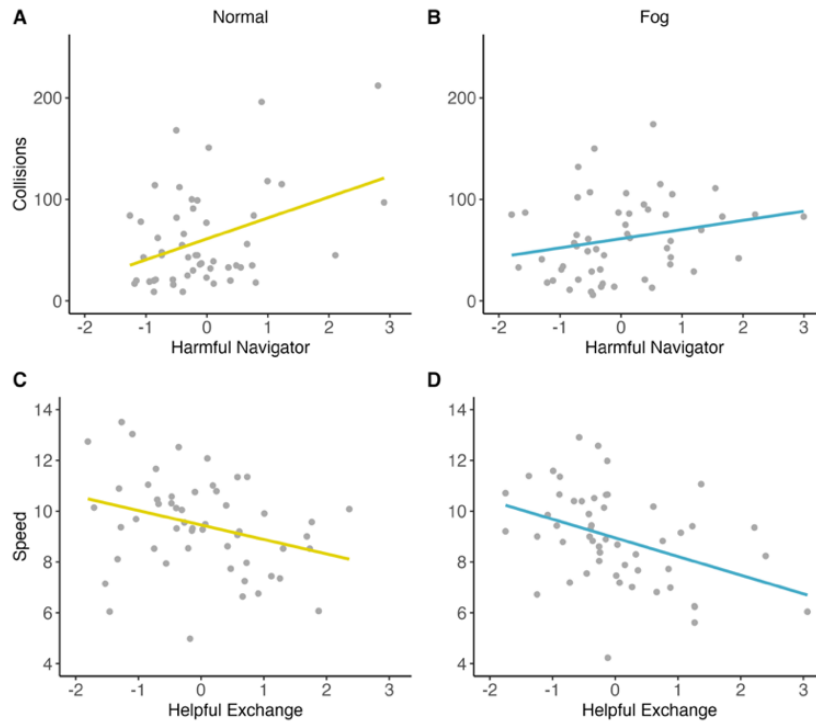 A Normal
B Fog
Collisions
200
100
0
-2 -1 0 1 2 3
Harmful Navigator
200
100
0
-2 -1 0 1 2 3
Harmful Navigator
C
D
Speed
14
12
10
8
6
4
-2 -1 0 1 2 3
Helpful Exchange
14
12
10
8
6
4
-2 -1 0 1 2 3
Helpful Exchange